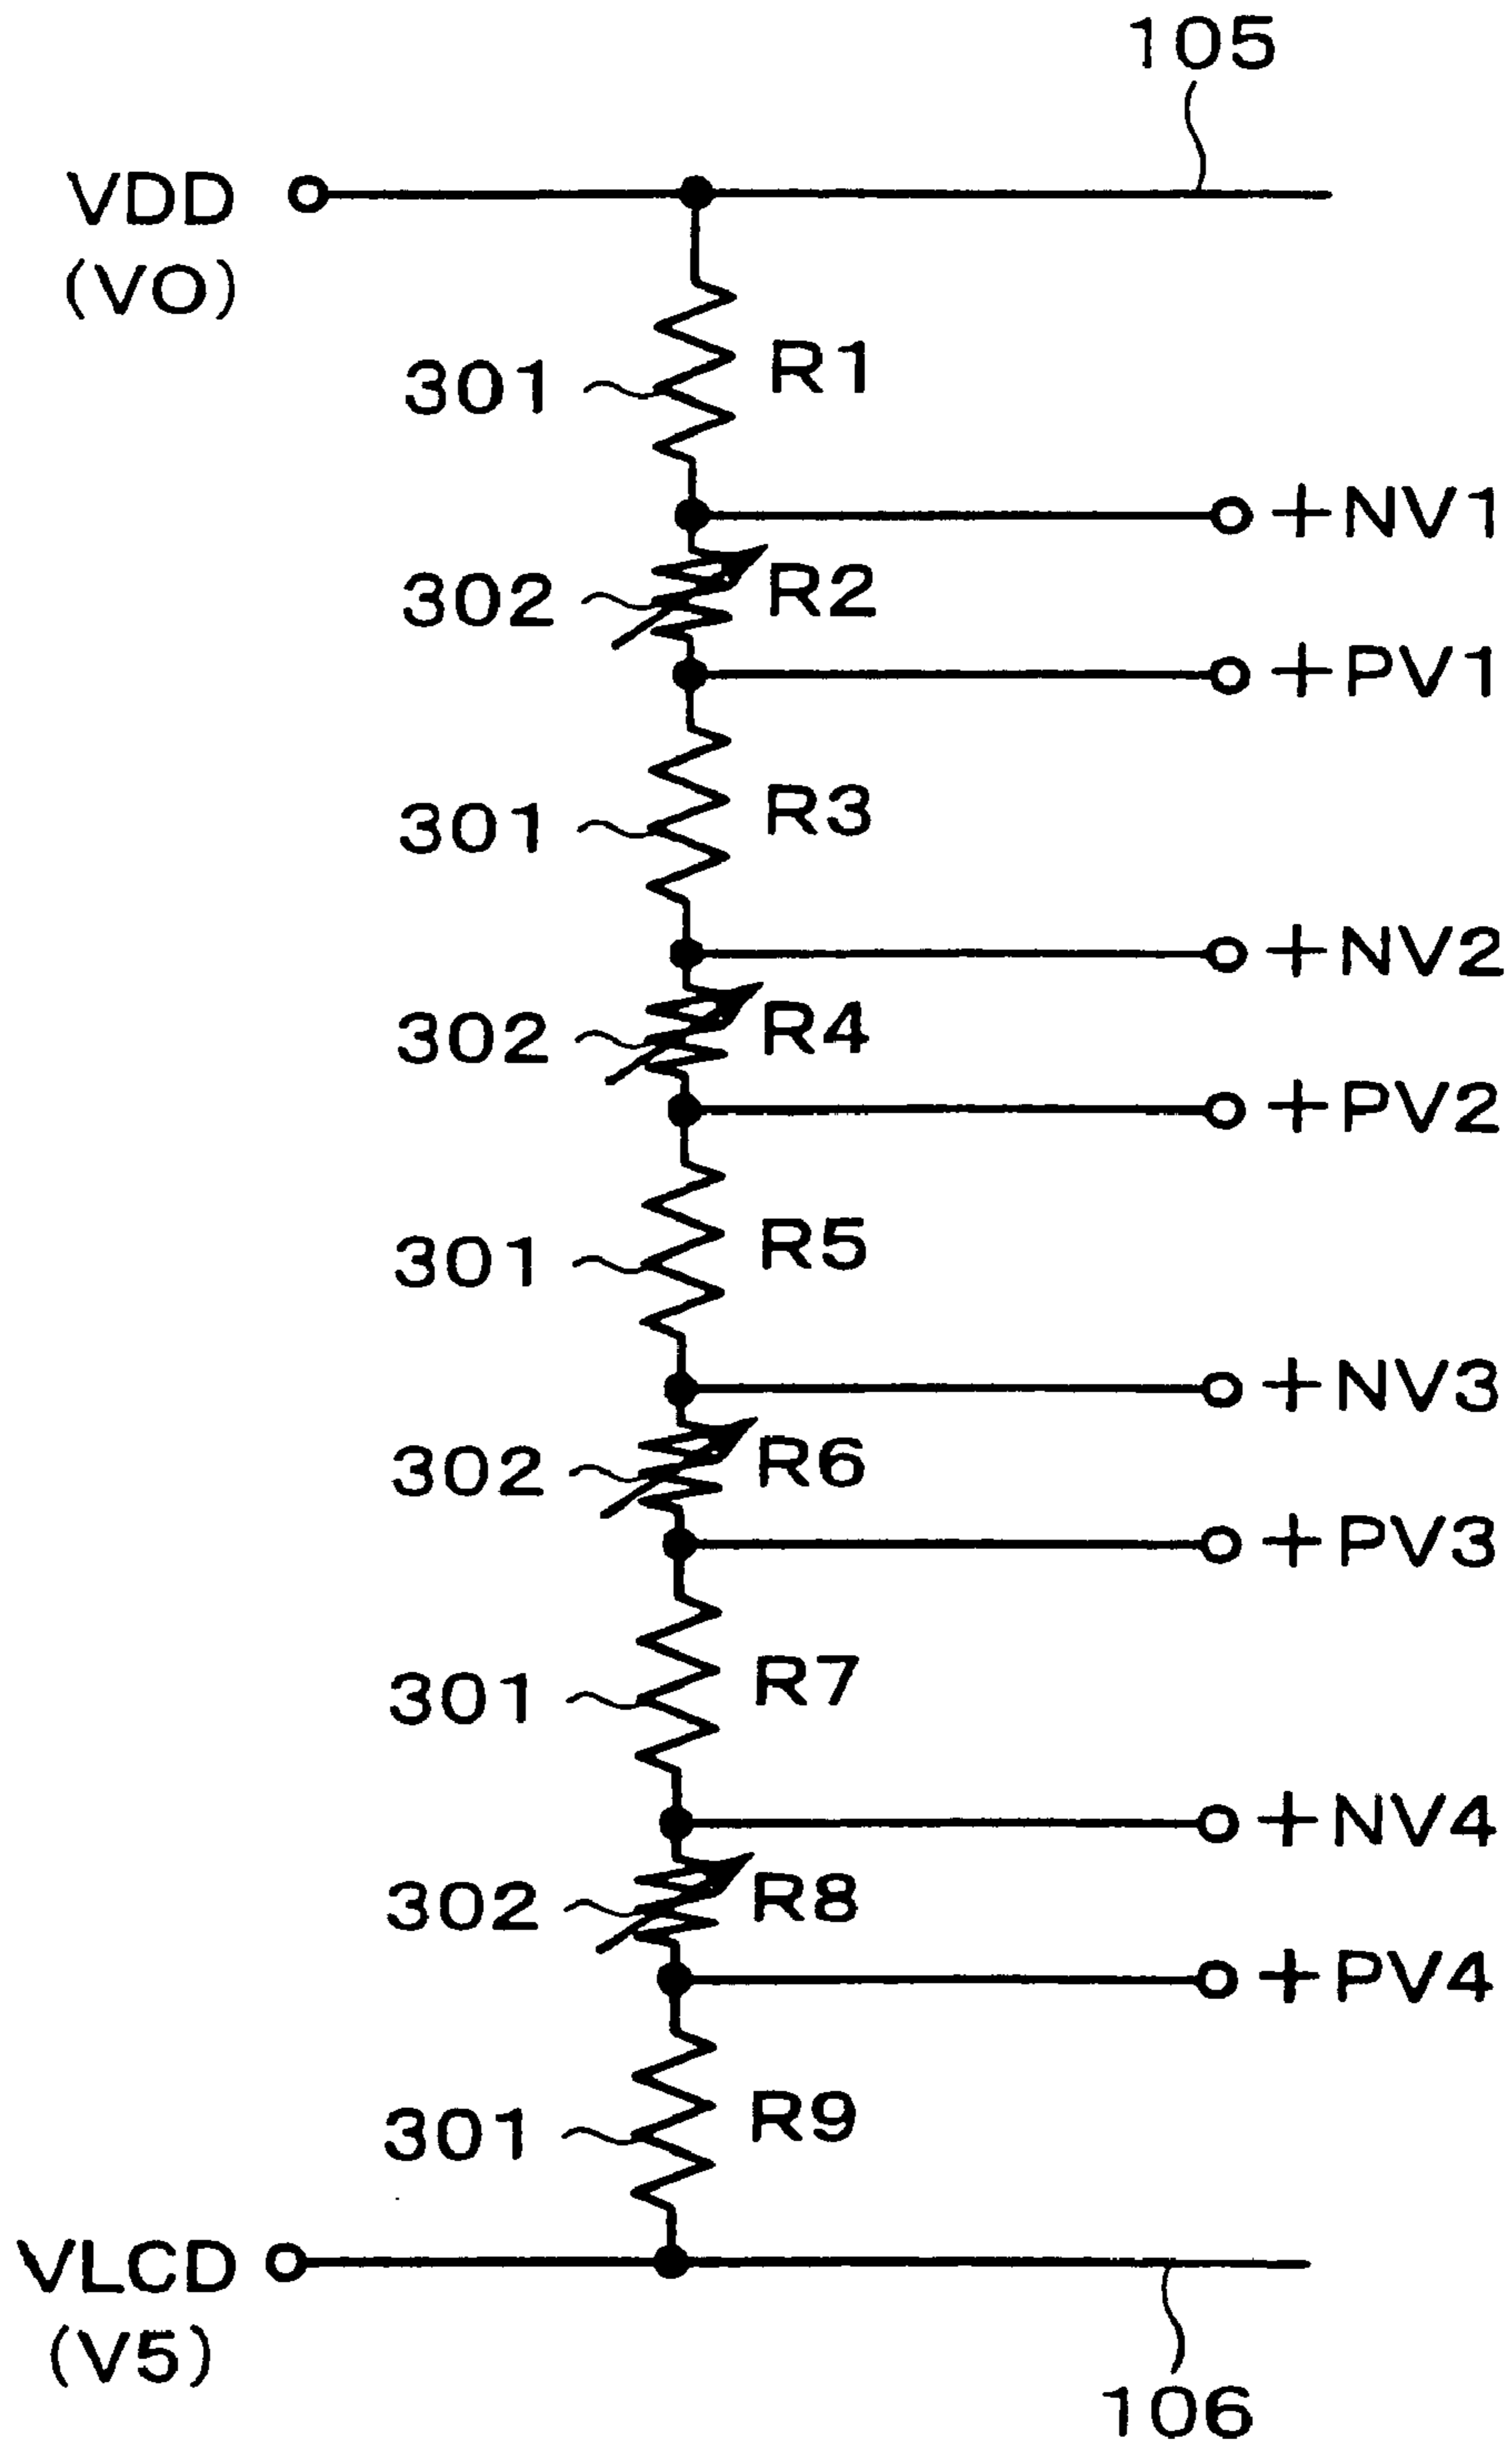 105
VDD
(VO)
301 R1
+NV1
302 R2
+PV1
301 R3
+NV2
302 R4
+PV2
301 R5
+NV3
302 R6
+PV3
301 R7
+NV4
302 R8
+PV4
301 R9
VLCD
(V5)
106